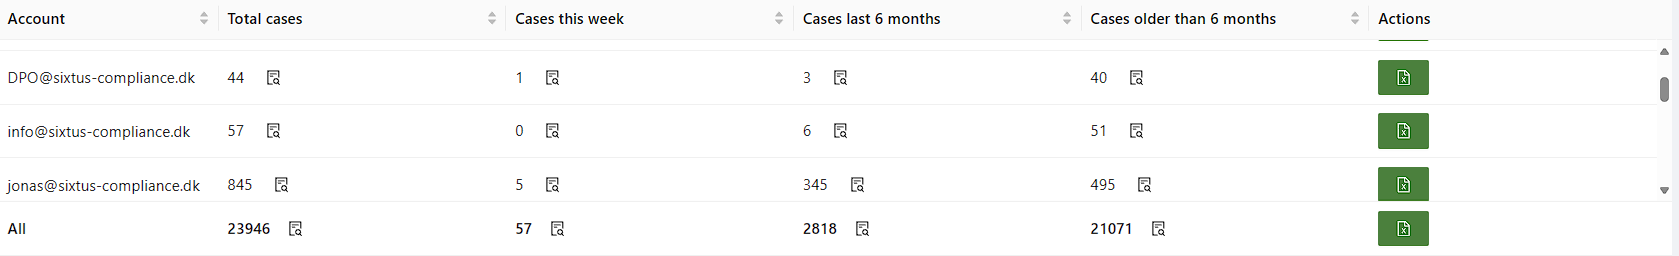 Account Total cases Cases this week Cases last 6 months Cases older than 6 months Actions
DPO@sixtus-compliance.dk 44 1 3 40
info@sixtus-compliance.dk 57 0 6 51
jonas@sixtus-compliance.dk 845 5 345 495
All 23946 57 2818 21071